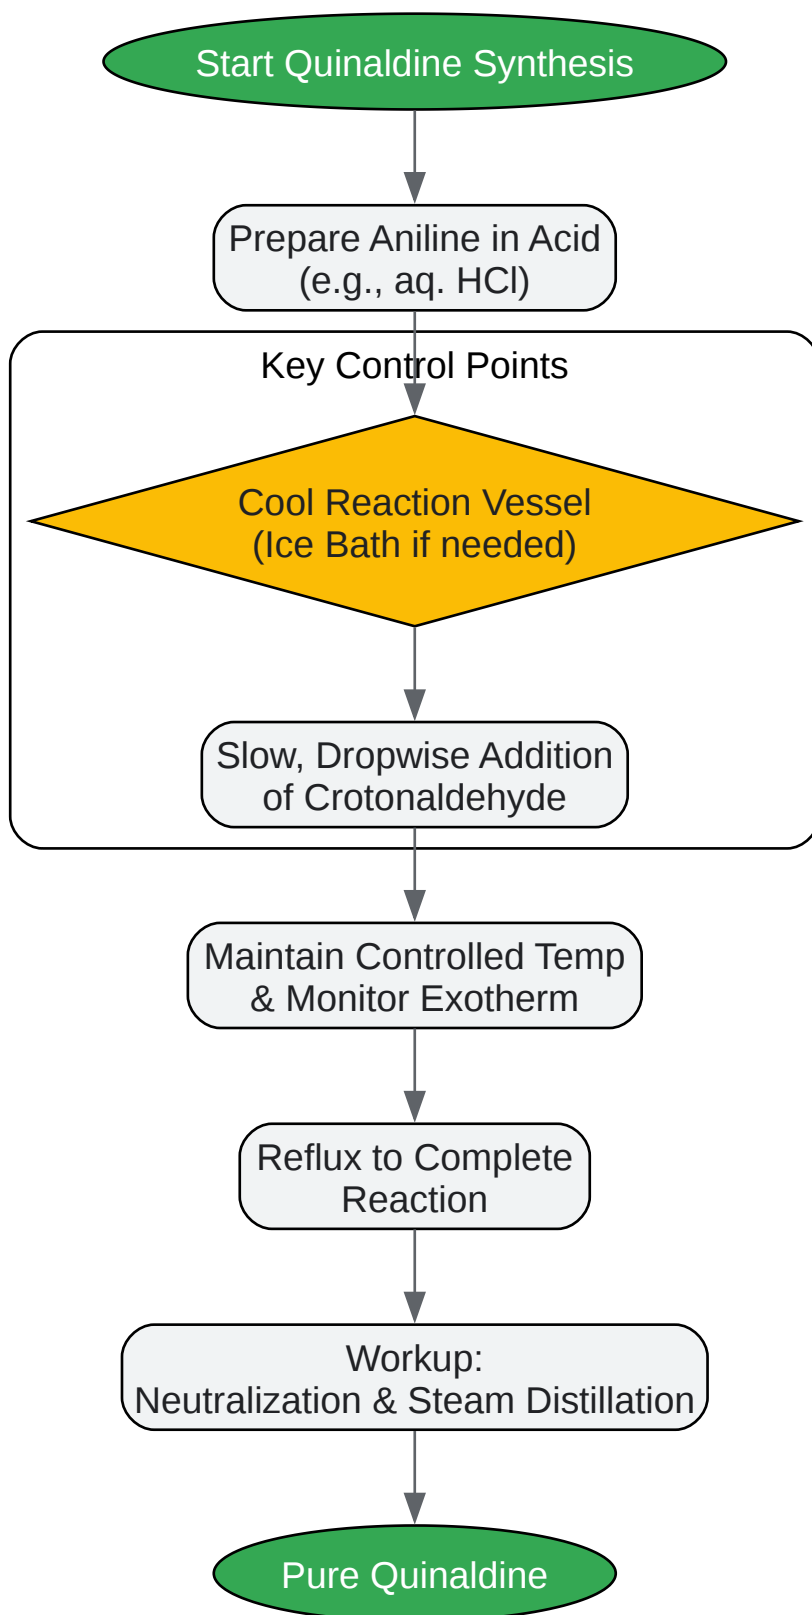 Start Quinaldine Synthesis
Prepare Aniline in Acid
(e.g., aq. HCl)
Key Control Points
Cool Reaction Vessel
(Ice Bath if needed)
Slow, Dropwise Addition
of Crotonaldehyde
Maintain Controlled Temp
& Monitor Exotherm
Reflux to Complete
Reaction
Workup:
Neutralization & Steam Distillation
Pure Quinaldine